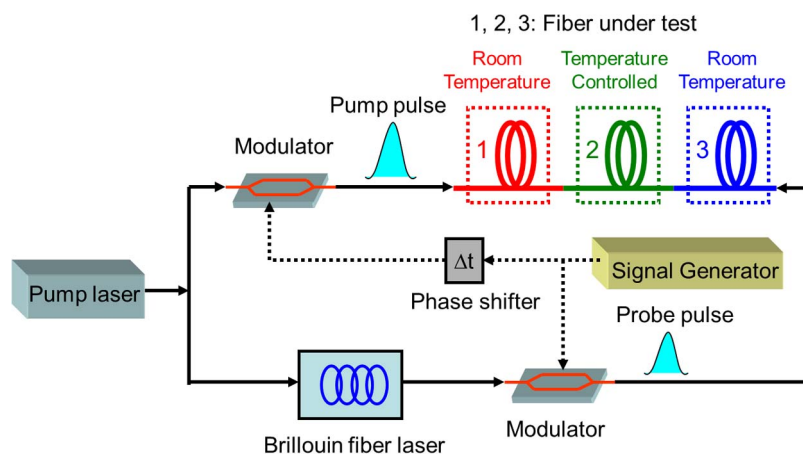 1, 2, 3: Fiber under test
Room
Temperature
Temperature
Controlled
Room
Temperature
Pump pulse
Modulator
1
2
3
Δt
Phase shifter
Signal Generator
Pump laser
Probe pulse
Brillouin fiber laser
Modulator